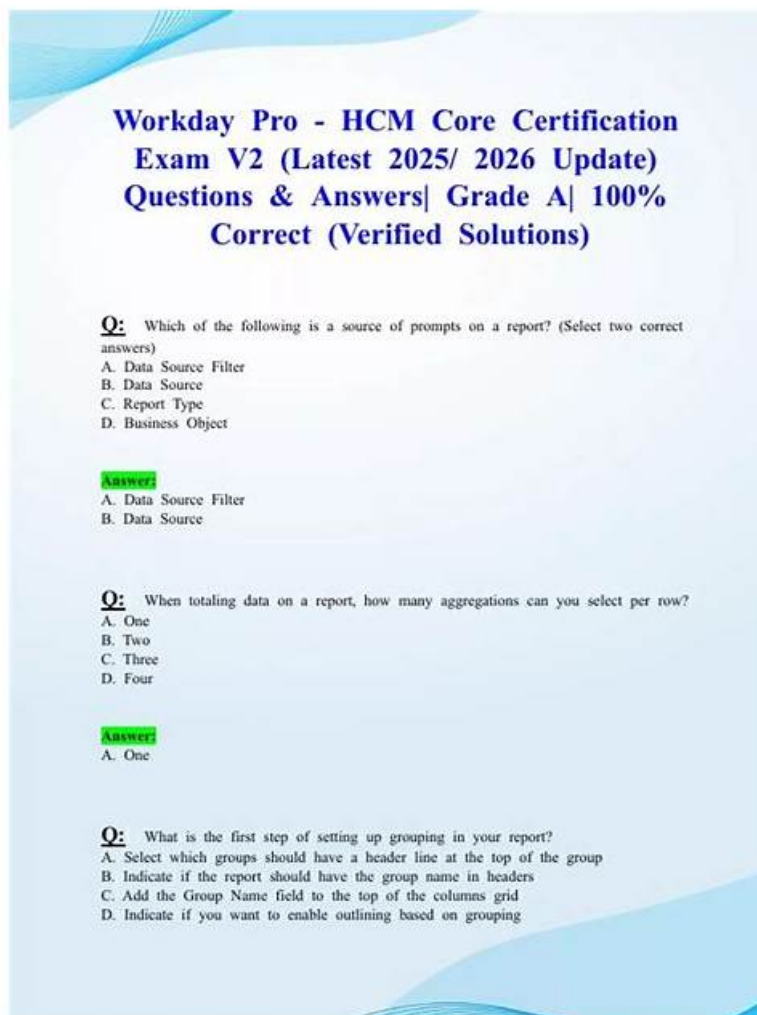 Workday Pro - HCM Core Certification
Exam V2 (Latest 2025/ 2026 Update)
Questions & Answers| Grade A| 100%
Correct (Verified Solutions)
Q: Which of the following is a source of prompts on a report? (Select two correct
answers)
A. Data Source Filter
B. Data Source
C. Report Type
D. Business Object
Answer:
A. Data Source Filter
B. Data Source
Q: When totaling data on a report, how many aggregations can you select per row?
A. One
B. Two
C. Three
D. Four
Answer:
A. One
Q: What is the first step of setting up grouping in your report?
A. Select which groups should have a header line at the top of the group
B. Indicate if the report should have the group name in headers
C. Add the Group Name field to the top of the columns grid
D. Indicate if you want to enable outlining based on grouping